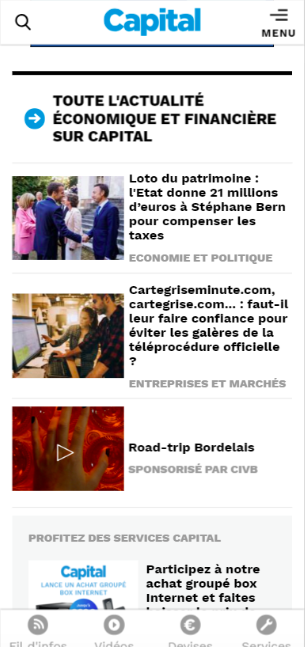 Capital
MENU
TOUTE L'ACTUALITÉ
ÉCONOMIQUE ET FINANCIÈRE
SUR CAPITAL
Loto du patrimoine :
l'Etat donne 21 millions
d'euros à Stéphane Bern
pour compenser les
taxes
ECONOMIE ET POLITIQUE
Cartegriseminute.com,
cartegrise.com... : faut-il
leur faire confiance pour
éviter les galères de la
téléprocédure officielle
?
ENTREPRISES ET MARCHÉS
Road-trip Bordelais
SPONSORISÉ PAR CIVB
PROFITEZ DES SERVICES CAPITAL
Capital
LANCE UN ACHAT GROUPÉ
BOX INTERNET
Participez à notre
achat groupé box
Internet et faites
Fil d'infos Vidéos Devises Services